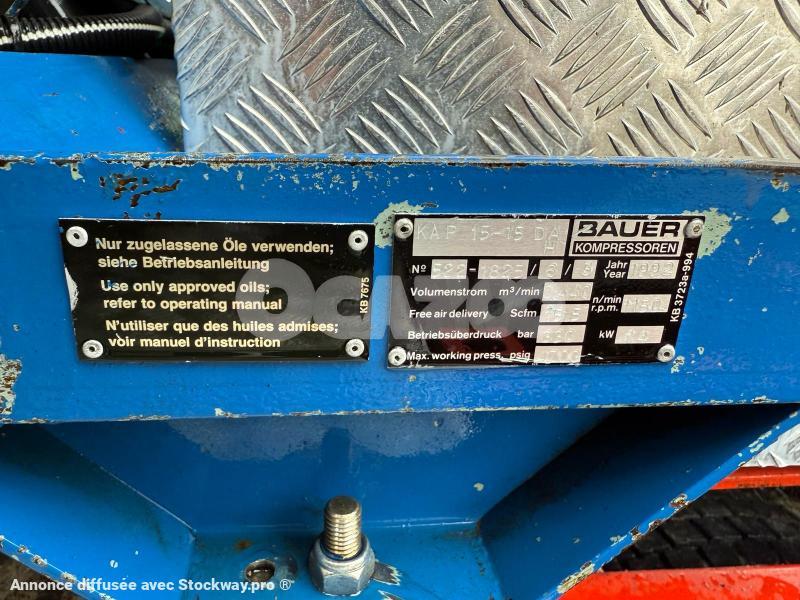 Nur zugelassene Öle verwenden;
siehe Betriebsanleitung
Use only approved oils;
refer to operating manual
N'utiliser que des huiles admises;
voir manuel d'instruction
KB 7675
KAP 15-15 DA
BAUER
KOMPRESSOREN
Nº Jahr Year
Volumenstrom m³/min n/min
Free air delivery Scfm r.p.m.
Betriebsüberdruck bar kW
Max. working press. psig
KB 3723a-994
OCAZOO
Annonce diffusée avec Stockway.pro ®